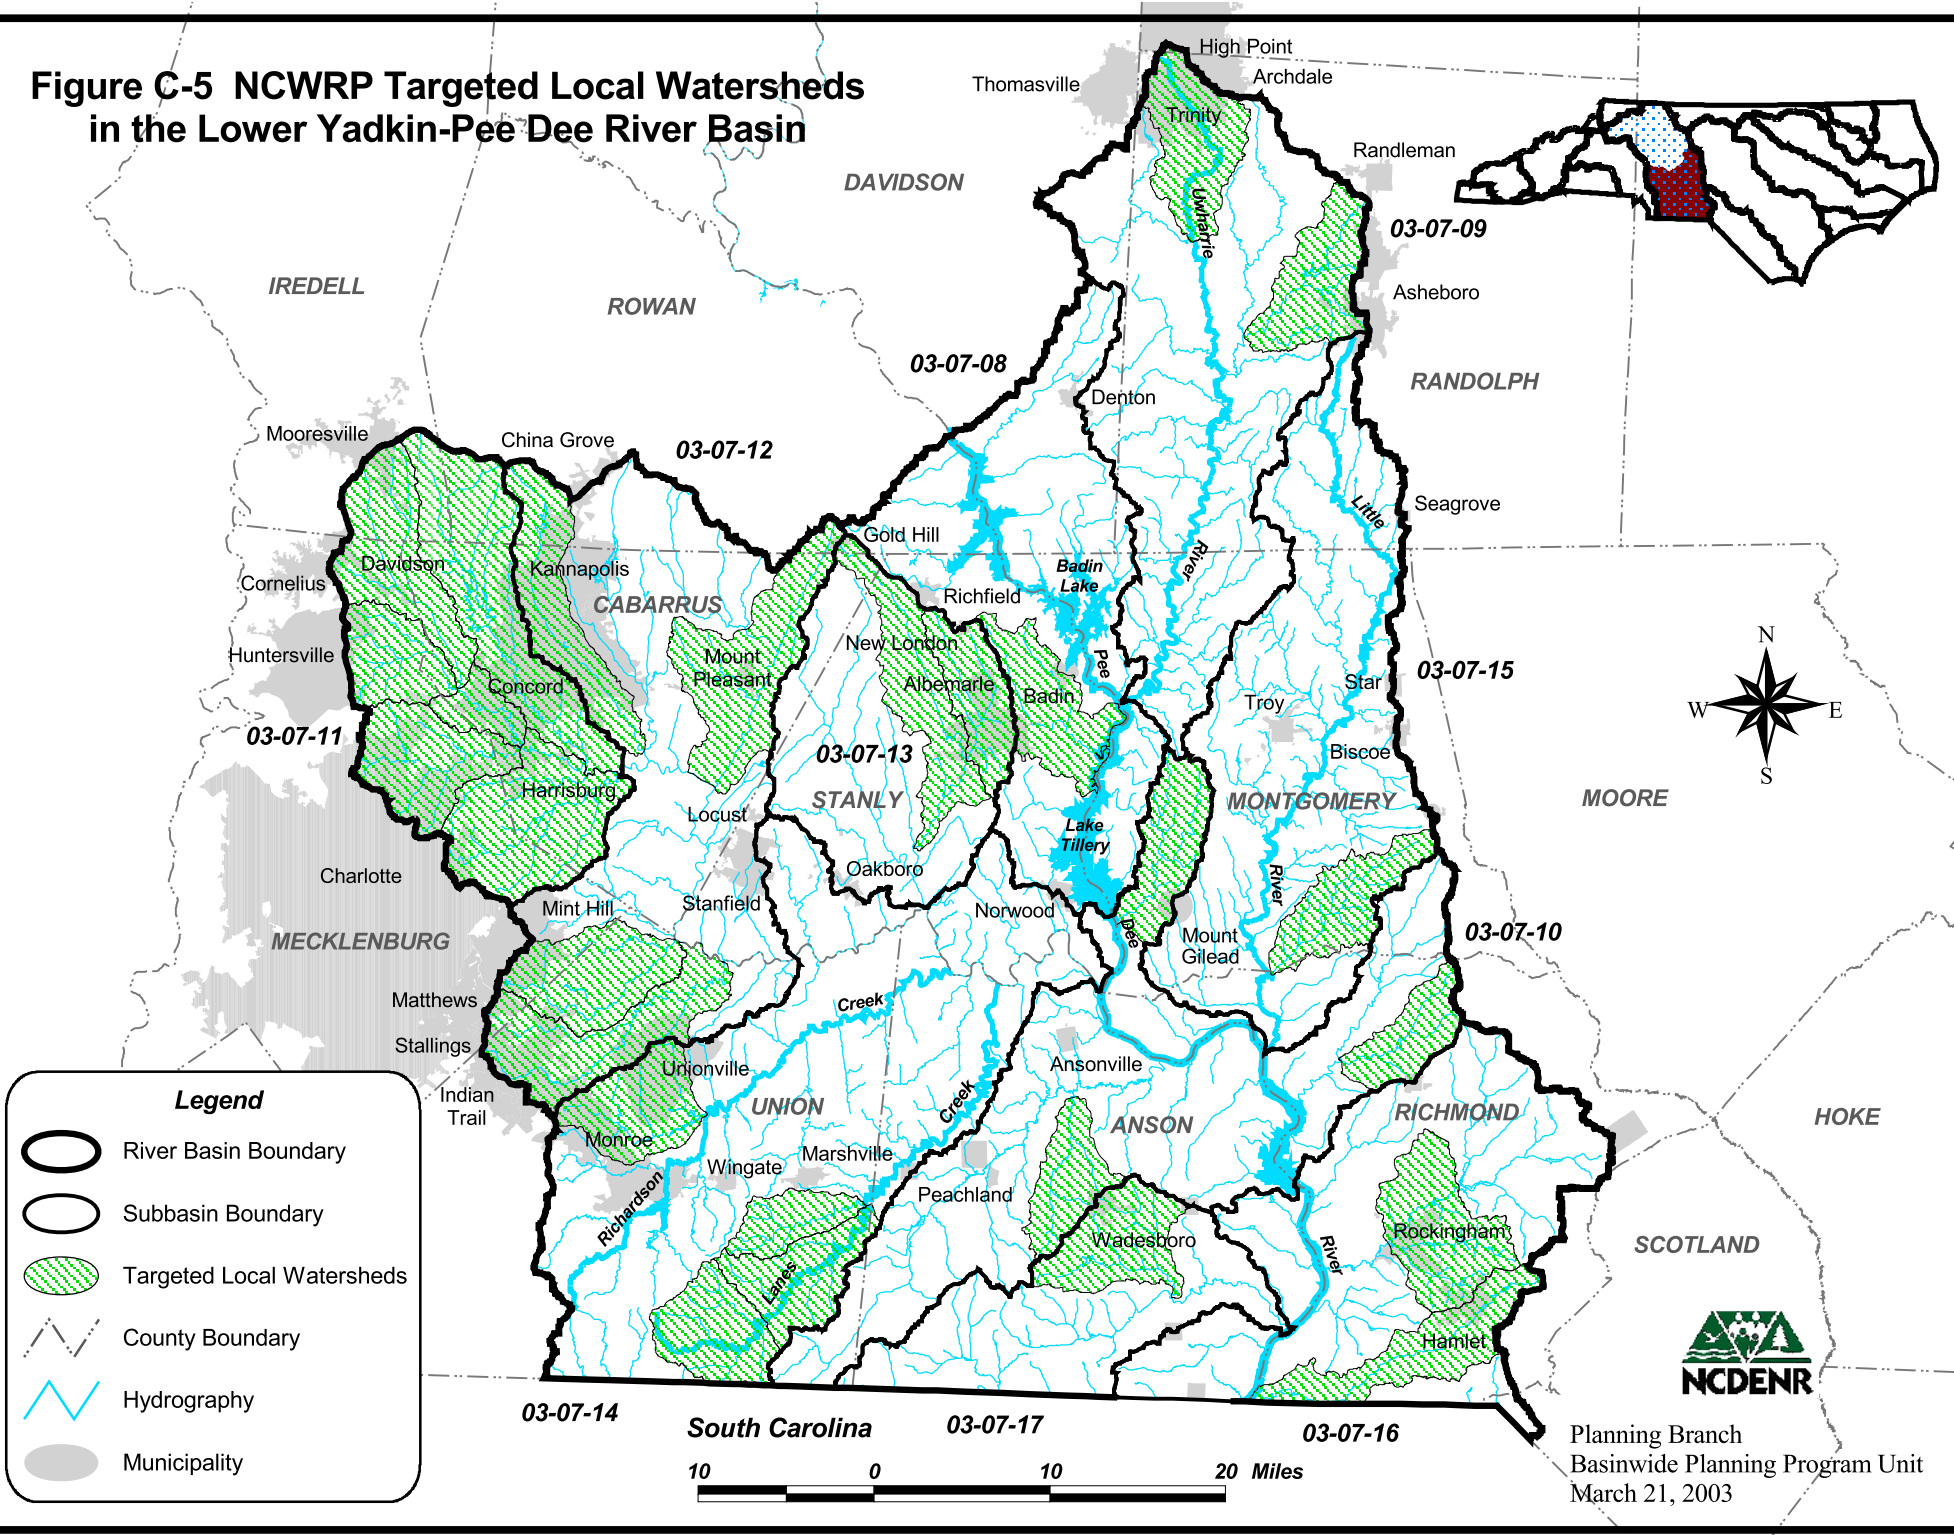 Figure C-5 NCWRP Targeted Local Watersheds
in the Lower Yadkin-Pee Dee River Basin
High Point
Thomasville
Archdale
Trinity
Randleman
DAVIDSON
Uwharrie
03-07-09
IREDELL
ROWAN
Asheboro
03-07-08
RANDOLPH
Denton
Mooresville
China Grove
03-07-12
Seagrove
Little
Gold Hill
River
Davidson
Kannapolis
Cornelius
Badin
Lake
Richfield
CABARRUS
New London
Huntersville
Mount
Pleasant
Pee
03-07-15
Concord
Albemarle
Badin
Star
Troy
N
W
E
S
03-07-11
03-07-13
Biscoe
Harrisburg
STANLY
MONTGOMERY
MOORE
Locust
Lake
Tillery
Charlotte
Oakboro
River
Mint Hill
Stanfield
Norwood
MECKLENBURG
Dee
Mount
Gilead
03-07-10
Matthews
Creek
Stallings
Unionville
Ansonville
Indian
Trail
UNION
Creek
ANSON
RICHMOND
HOKE
Monroe
Marshville
Wingate
Peachland
Richardson
Wadesboro
Rockingham
River
SCOTLAND
Lanes
Hamlet
Legend
River Basin Boundary
Subbasin Boundary
Targeted Local Watersheds
County Boundary
Hydrography
Municipality
NCDENR
03-07-14
South Carolina
03-07-17
03-07-16
10 0 10 20 Miles
Planning Branch
Basinwide Planning Program Unit
March 21, 2003